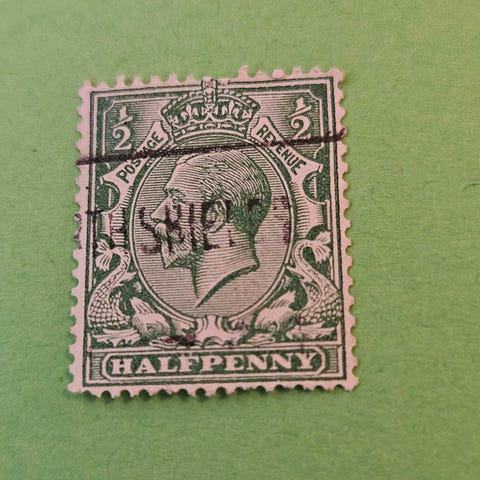 ½ ½
POSTAGE REVENUE
HALFPENNY